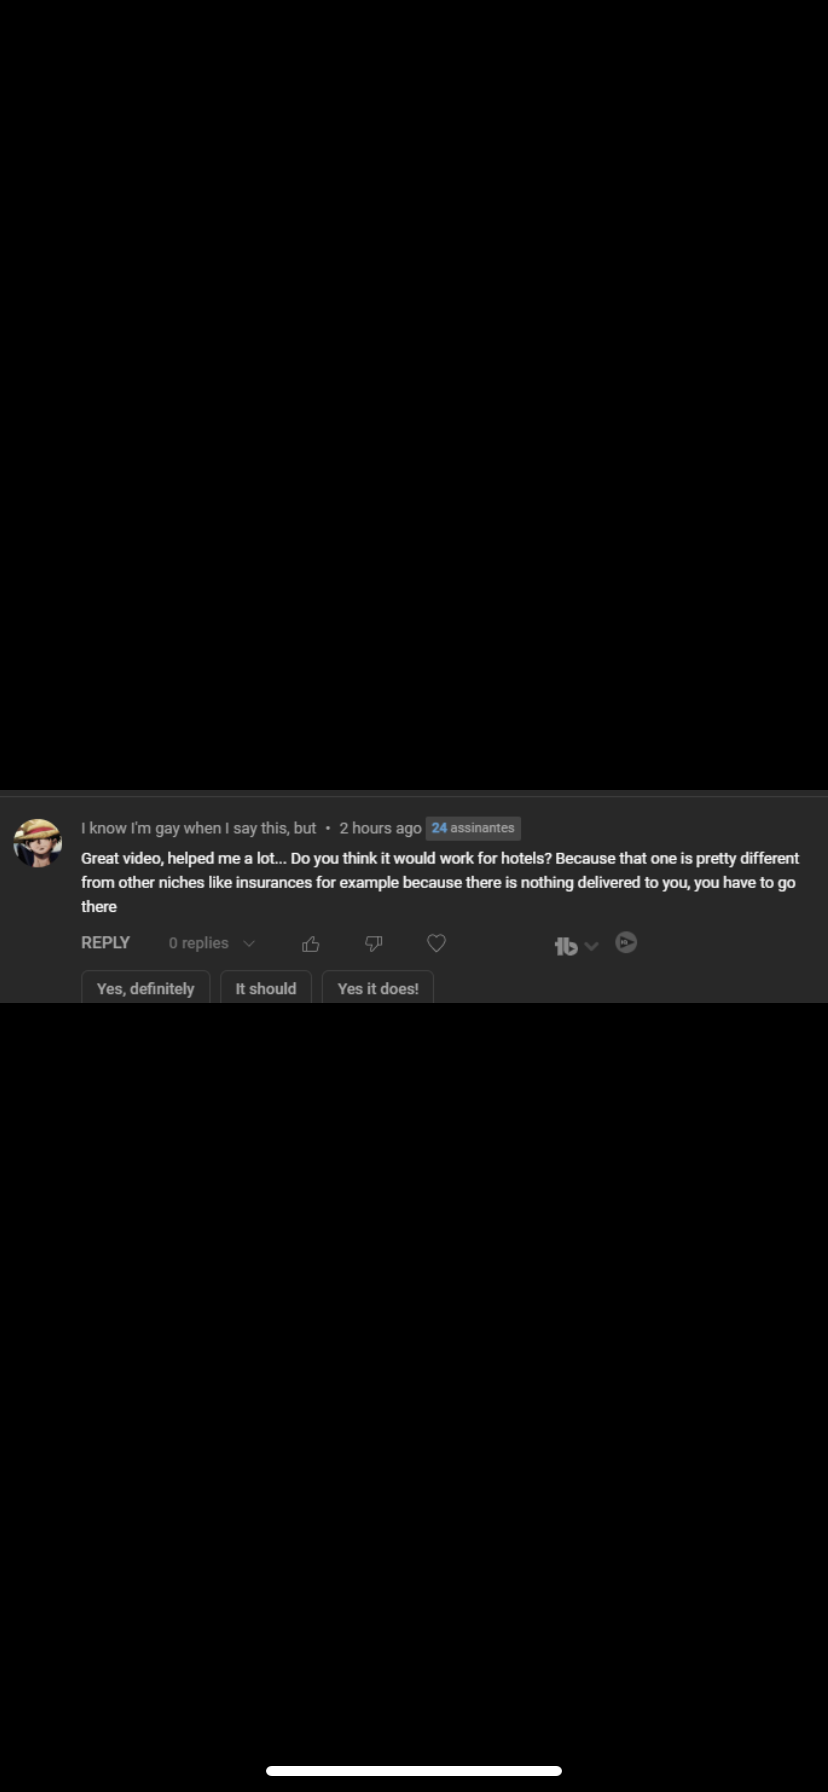 I know I'm gay when I say this, but • 2 hours ago 24 assinantes
Great video, helped me a lot... Do you think it would work for hotels? Because that one is pretty different
from other niches like insurances for example because there is nothing delivered to you, you have to go
there
REPLY 0 replies
Yes, definitely It should Yes it does!